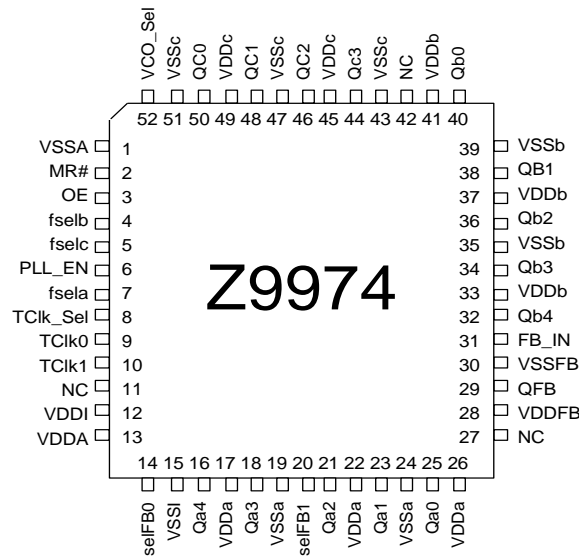 VCO_Sel
VSSc
QC0
VDDc
QC1
VSSc
QC2
VDDc
Qc3
VSSc
NC
VDDb
Qb0
52 51 50 49 48 47 46 45 44 43 42 41 40
VSSA 1
MR# 2
OE 3
fselb 4
fselc 5
PLL_EN 6
fsela 7
TClk_Sel 8
TClk0 9
TClk1 10
NC 11
VDDI 12
VDDA 13
Z9974
39 VSSb
38 QB1
37 VDDb
36 Qb2
35 VSSb
34 Qb3
33 VDDb
32 Qb4
31 FB_IN
30 VSSFB
29 QFB
28 VDDFB
27 NC
14 15 16 17 18 19 20 21 22 23 24 25 26
selFB0
VSSI
Qa4
VDDa
Qa3
VSSa
selFB1
Qa2
VDDa
Qa1
VSSa
Qa0
VDDa